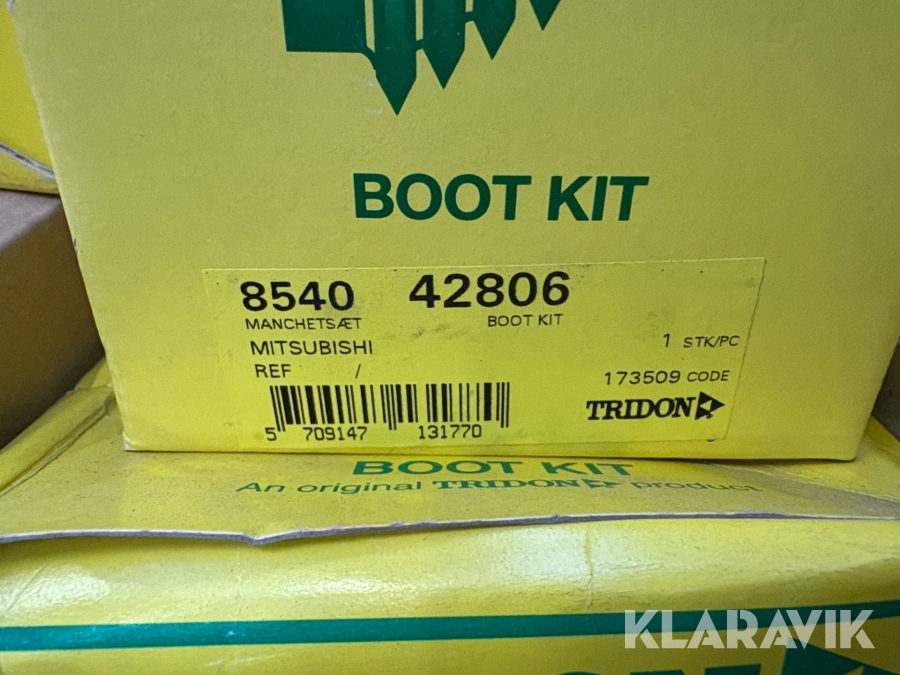 BOOT KIT
8540 42806
MANCHETSÆT BOOT KIT
MITSUBISHI
1 STK/PC
REF /
173509 CODE
TRIDON
5 709147 131770
BOOT KIT
An original TRIDON product
KLARAVIK